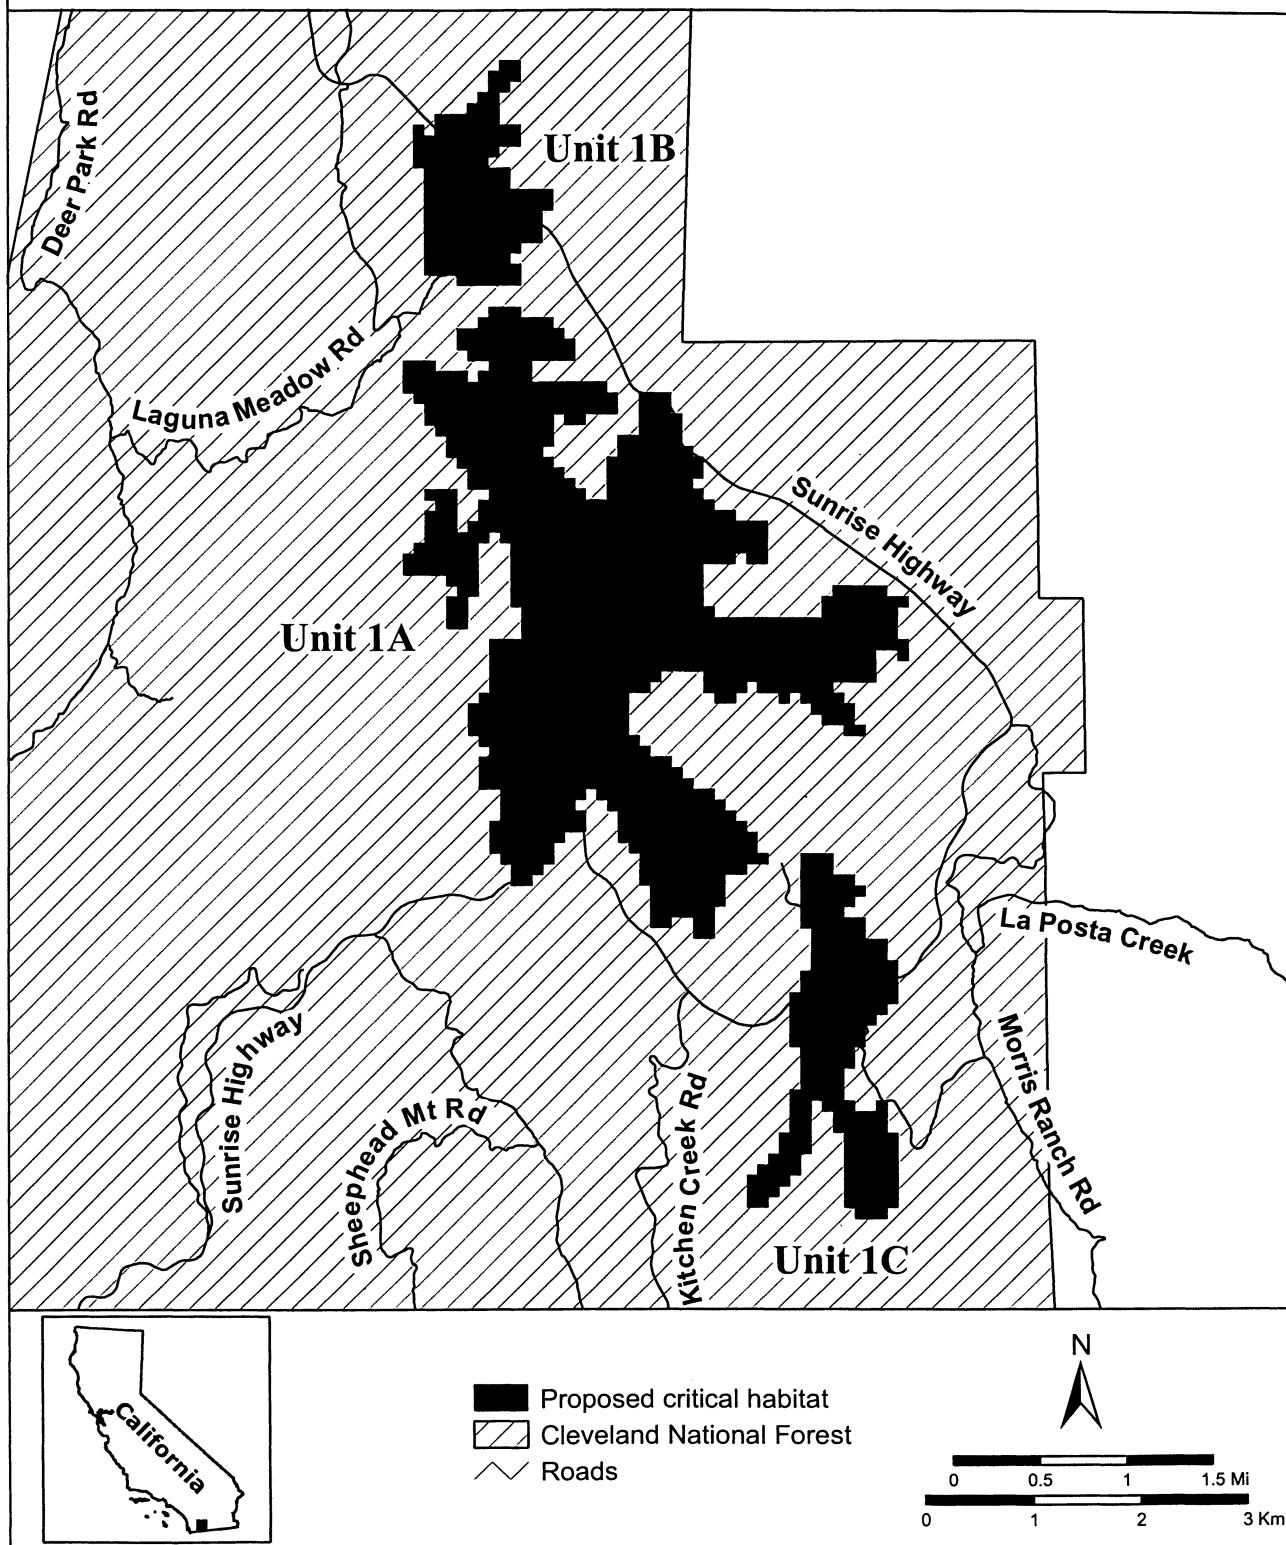 Deer Park Rd
Unit 1B
Laguna Meadow Rd
Sunrise Highway
Unit 1A
La Posta Creek
Sunrise Highway
Morris Ranch Rd
Sheephead Mt Rd
Kitchen Creek Rd
Unit 1C
California
Proposed critical habitat
Cleveland National Forest
Roads
N
0 0.5 1 1.5 Mi
0 1 2 3 Km